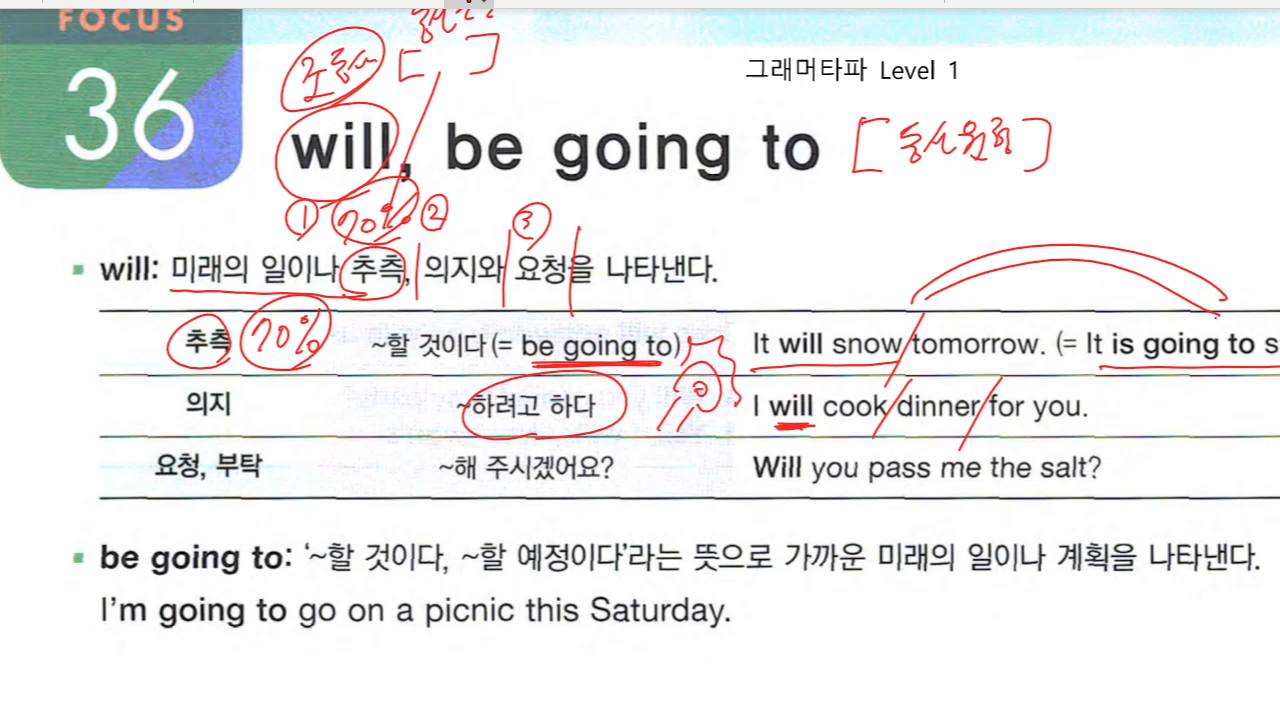 FOCUS
36
조동사
[ ]
그래머타파 Level 1
will, be going to [동사원형]
① 70% ② ③
will: 미래의 일이나 추측, 의지와 요청을 나타낸다.
추측 70% ~할 것이다 (= be going to) It will snow tomorrow. (= It is going to s
의지 ~하려고 하다 I will cook dinner for you.
요청, 부탁 ~해 주시겠어요? Will you pass me the salt?
be going to: ‘~할 것이다, ~할 예정이다’라는 뜻으로 가까운 미래의 일이나 계획을 나타낸다.
I’m going to go on a picnic this Saturday.